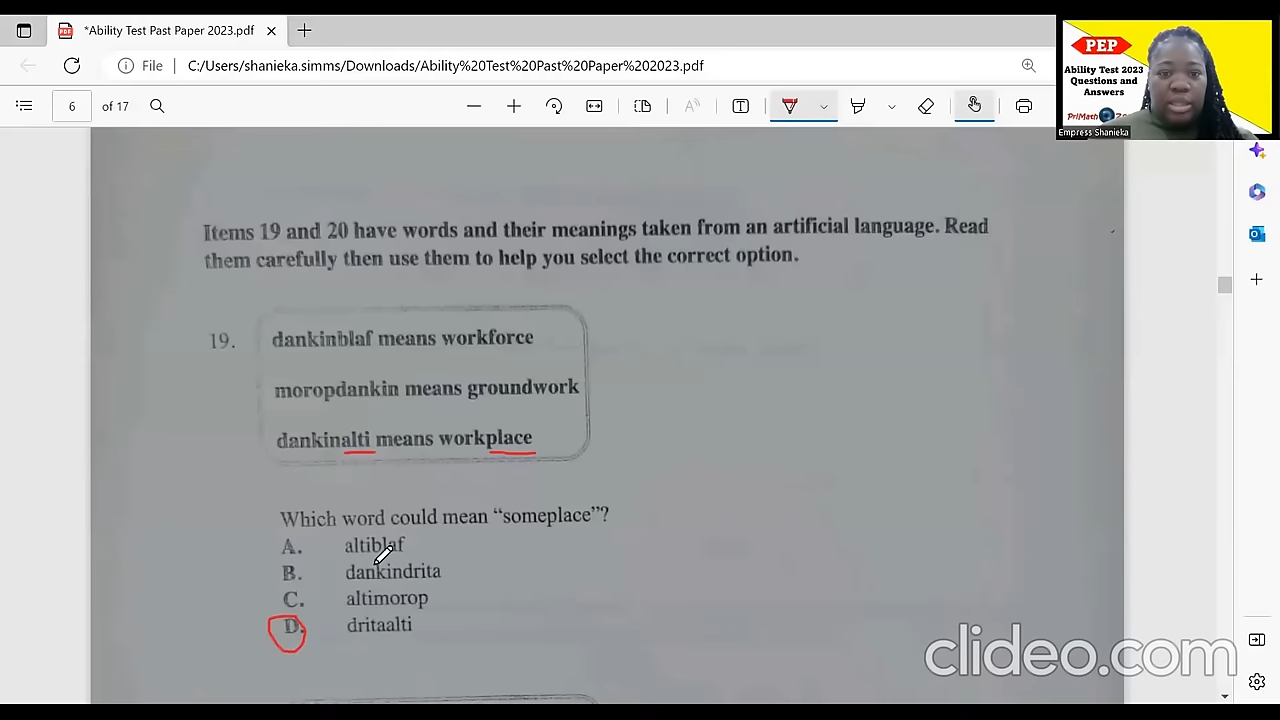 *Ability Test Past Paper 2023.pdf
File C:/Users/shanieka.simms/Downloads/Ability%20Test%20Past%20Paper%202023.pdf
6 of 17
PEP
Ability Test 2023
Questions and
Answers
Empress Shanieka
Items 19 and 20 have words and their meanings taken from an artificial language. Read
them carefully then use them to help you select the correct option.
19. dankinblaf means workforce
moropdankin means groundwork
dankinalti means workplace
Which word could mean “someplace”?
A. altiblaf
B. dankindrita
C. altimorop
D. dritaalti
clideo.com